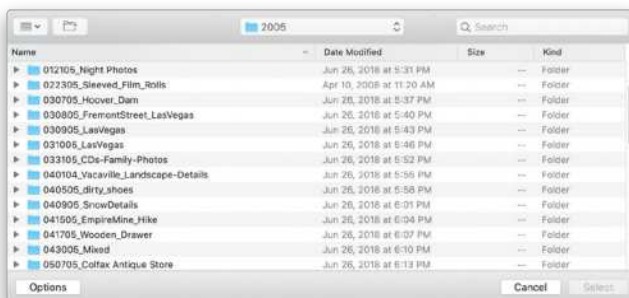 2005
Search
Name Date Modified Size Kind
012105_Night Photos Jun 26, 2018 at 5:31 PM -- Folder
022305_Sleeved_Film_Rolls Apr 10, 2008 at 11:20 AM -- Folder
030705_Hoover_Dam Jun 26, 2018 at 5:37 PM -- Folder
030805_FremontStreet_LasVegas Jun 26, 2018 at 5:40 PM -- Folder
030905_LasVegas Jun 26, 2018 at 5:43 PM -- Folder
031005_LasVegas Jun 26, 2018 at 5:46 PM -- Folder
033105_CDs-Family-Photos Jun 26, 2018 at 5:52 PM -- Folder
040104_Vacaville_Landscape-Details Jun 26, 2018 at 5:55 PM -- Folder
040505_dirty_shoes Jun 26, 2018 at 5:58 PM -- Folder
040905_SnowDetails Jun 26, 2018 at 6:01 PM -- Folder
041505_EmpireMine_Hike Jun 26, 2018 at 6:04 PM -- Folder
041705_Wooden_Drawer Jun 26, 2018 at 6:07 PM -- Folder
043005_Mixed Jun 26, 2018 at 6:10 PM -- Folder
050705_Colfax Antique Store Jun 26, 2018 at 6:13 PM -- Folder
Options Cancel Select